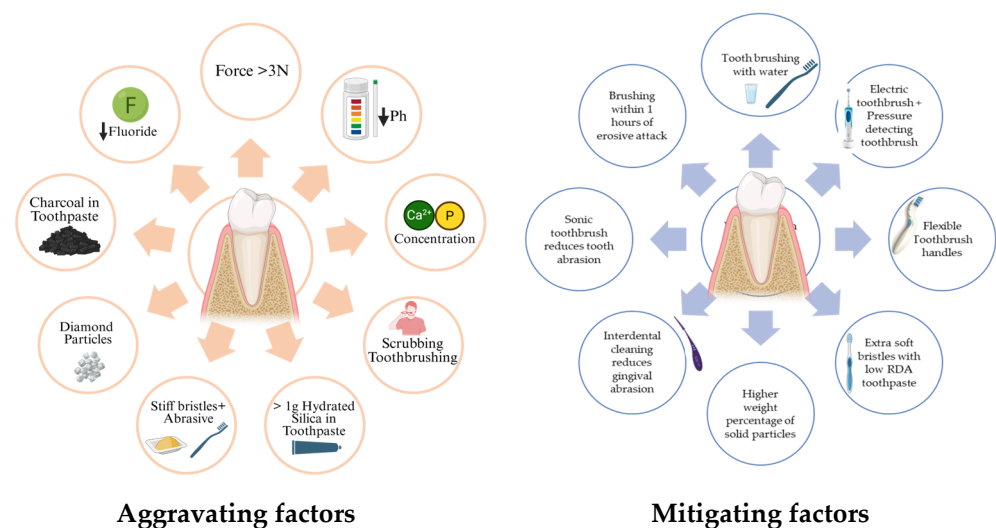 Force >3N
F
Fluoride
Ph
Charcoal in
Toothpaste
Ca²⁺ P
Concentration
Diamond
Particles
Scrubbing
Toothbrushing
Stiff bristles+
Abrasive
> 1g Hydrated
Silica in
Toothpaste
Aggravating factors
Tooth brushing
with water
Brushing
within 1
hours of
erosive attack
Electric
toothbrush +
Pressure
detecting
toothbrush
Sonic
toothbrush
reduces tooth
abrasion
Flexible
Toothbrush
handles
Interdental
cleaning
reduces
gingival
abrasion
Extra soft
bristles with
low RDA
toothpaste
Higher
weight
percentage of
solid particles
Mitigating factors